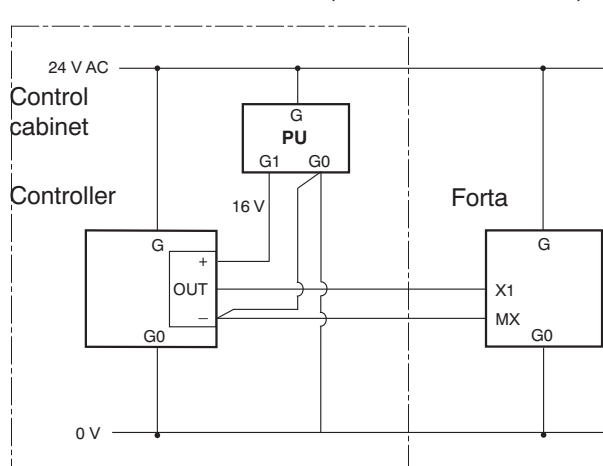 24 V AC
Control
cabinet
G
PU
G1 G0
Controller
16 V
Forta
G
+
OUT
–
G0
G
X1
MX
G0
0 V